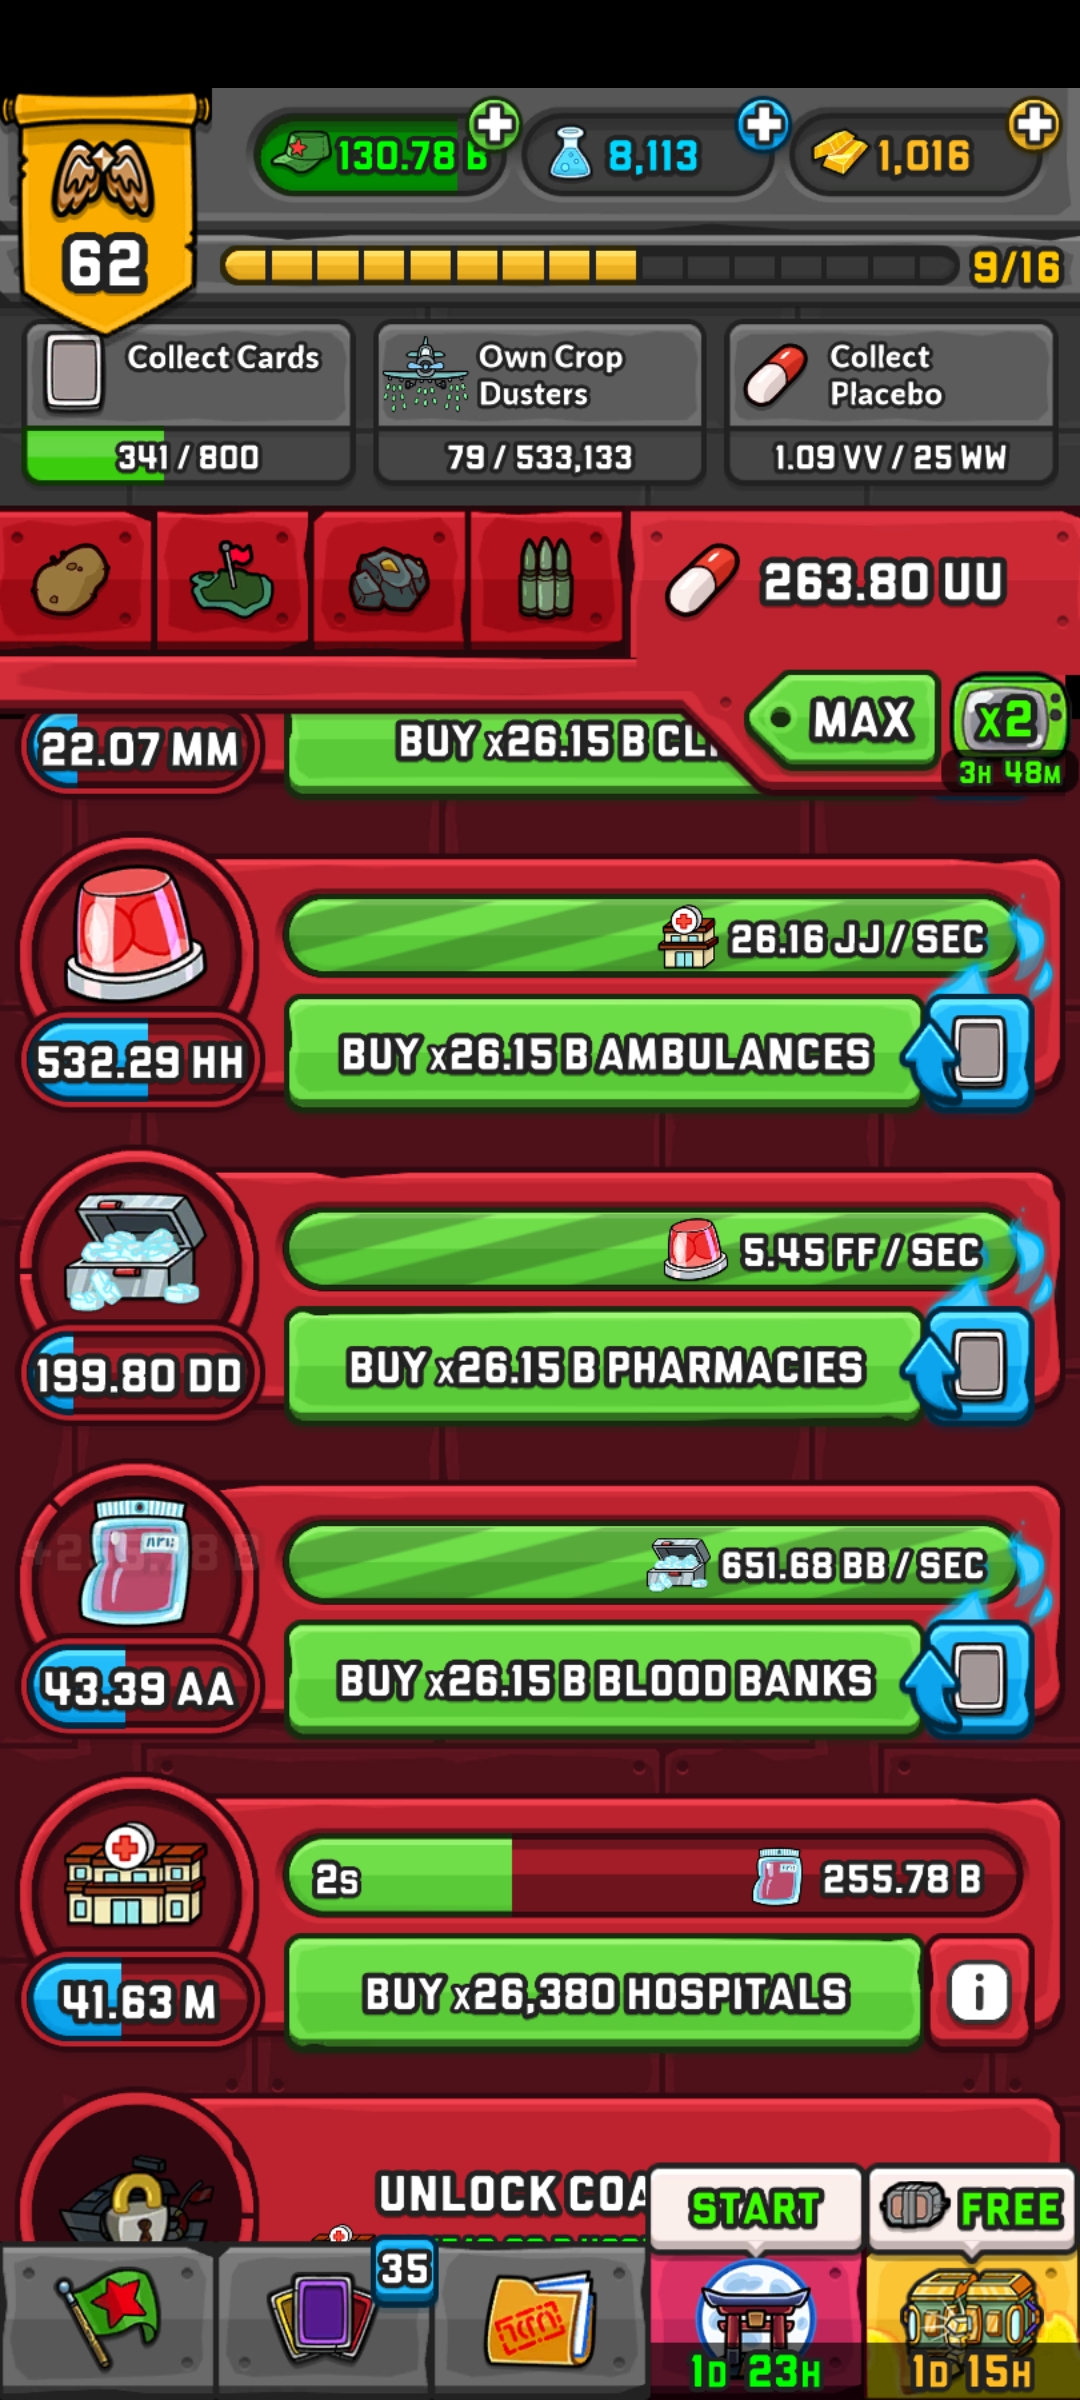 130.78 B
8,113
1,016
62
9/16
Collect Cards
341 / 800
Own Crop
Dusters
79 / 533,133
Collect
Placebo
1.09 VV / 25 WW
263.80 UU
MAX
x2
3H 48M
22.07 MM
BUY x26.15 B
26.16 JJ / SEC
532.29 HH
BUY x26.15 B AMBULANCES
5.45 FF / SEC
199.80 DD
BUY x26.15 B PHARMACIES
651.68 BB / SEC
43.39 AA
BUY x26.15 B BLOOD BANKS
2s
255.78 B
41.63 M
BUY x26,380 HOSPITALS
i
UNLOCK
START
FREE
35
1D 23H
1D 15H